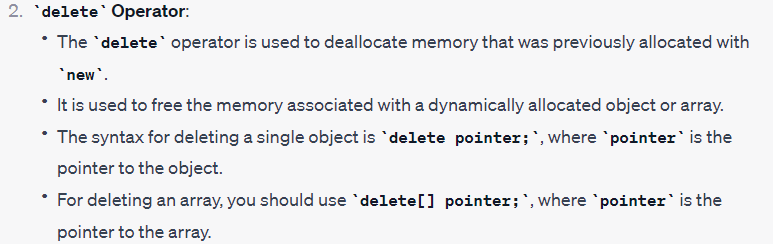 2. `delete` Operator:
• The `delete` operator is used to deallocate memory that was previously allocated with
`new`.
• It is used to free the memory associated with a dynamically allocated object or array.
• The syntax for deleting a single object is `delete pointer;`, where `pointer` is the
pointer to the object.
• For deleting an array, you should use `delete[] pointer;`, where `pointer` is the
pointer to the array.